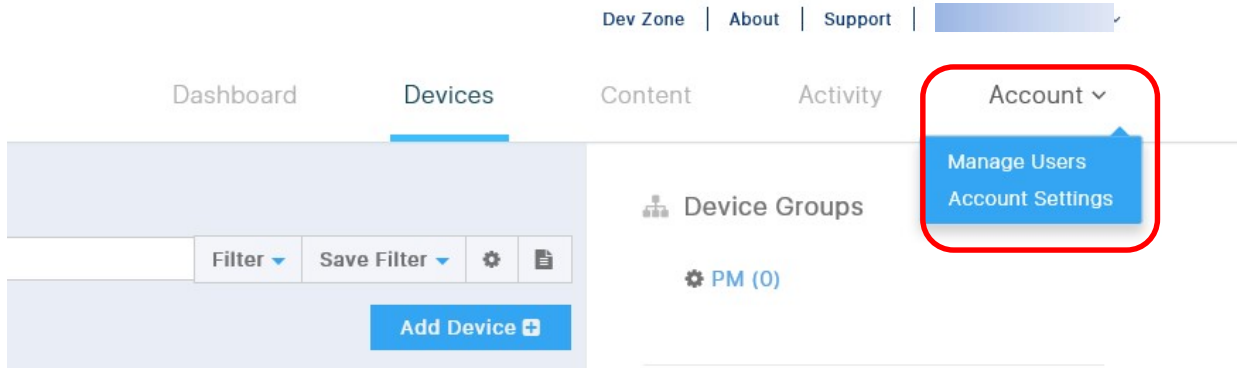 Dev Zone | About | Support |
Dashboard Devices Content Activity Account
Manage Users
Account Settings
Device Groups
Filter Save Filter
PM (0)
Add Device